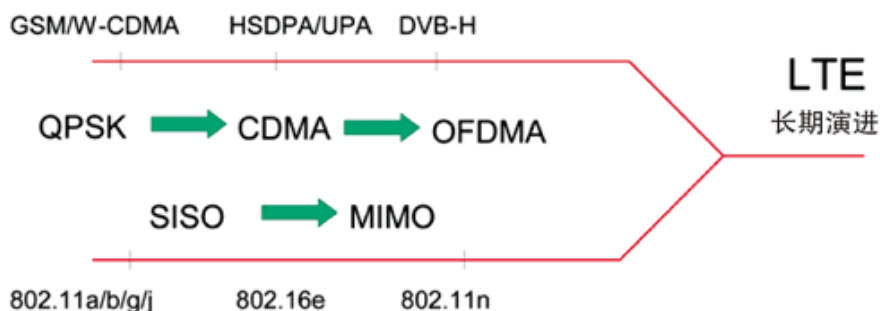 GSM/W-CDMA HSDPA/UPA DVB-H
LTE
长期演进
QPSK CDMA OFDMA
SISO MIMO
802.11a/b/g/j 802.16e 802.11n